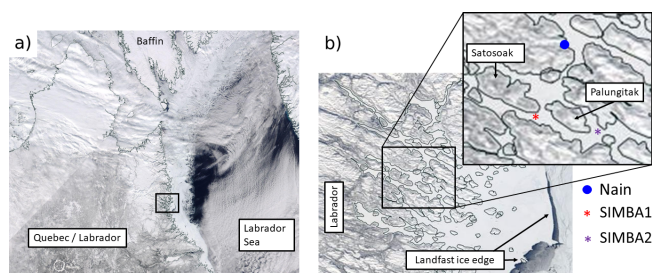 a)
Baffin
Quebec / Labrador
Labrador
Sea
b)
Satosoak
Palungitak
*
*
Labrador
Landfast ice edge
Nain
* SIMBA1
* SIMBA2